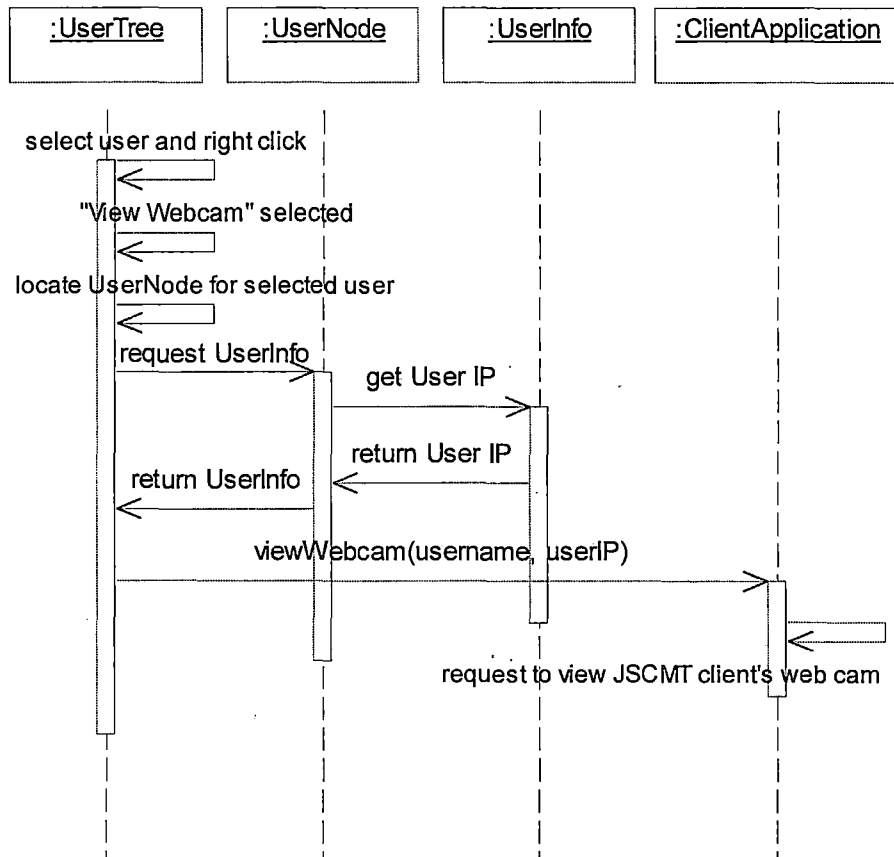 :UserTree
:UserNode
:UserInfo
:ClientApplication
select user and right click
"View Webcam" selected
locate UserNode for selected user
request UserInfo
get User IP
return User IP
return UserInfo
viewWebcam(username, userIP)
request to view JSCMT client's web cam